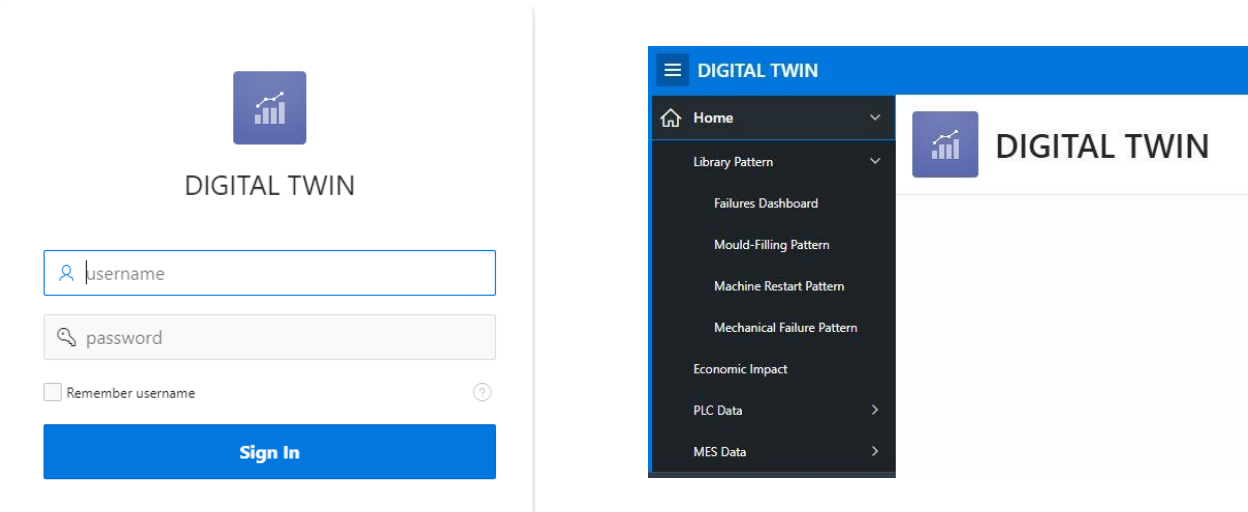 DIGITAL TWIN
username
password
Remember username
?
Sign In
DIGITAL TWIN
Home
DIGITAL TWIN
Library Pattern
Failures Dashboard
Mould-Filling Pattern
Machine Restart Pattern
Mechanical Failure Pattern
Economic Impact
PLC Data
MES Data